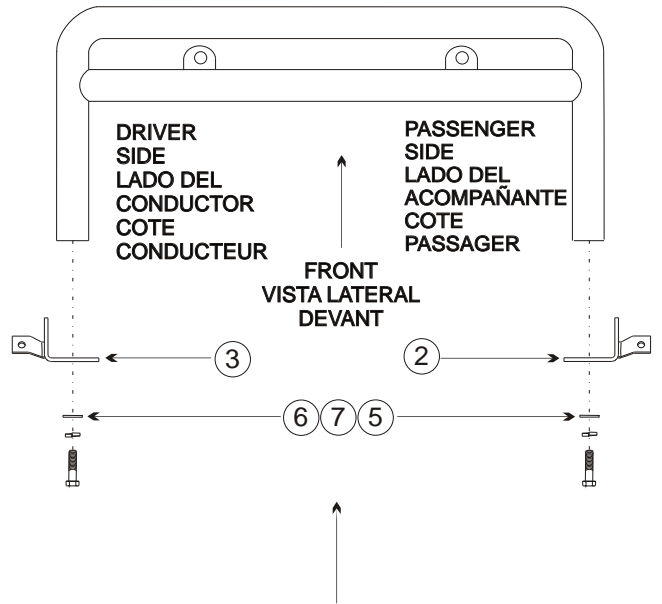 DRIVER
SIDE
LADO DEL
CONDUCTOR
COTE
CONDUCTEUR
PASSENGER
SIDE
LADO DEL
ACOMPAÑANTE
COTE
PASSAGER
FRONT
VISTA LATERAL
DEVANT
3
2
6 7 5